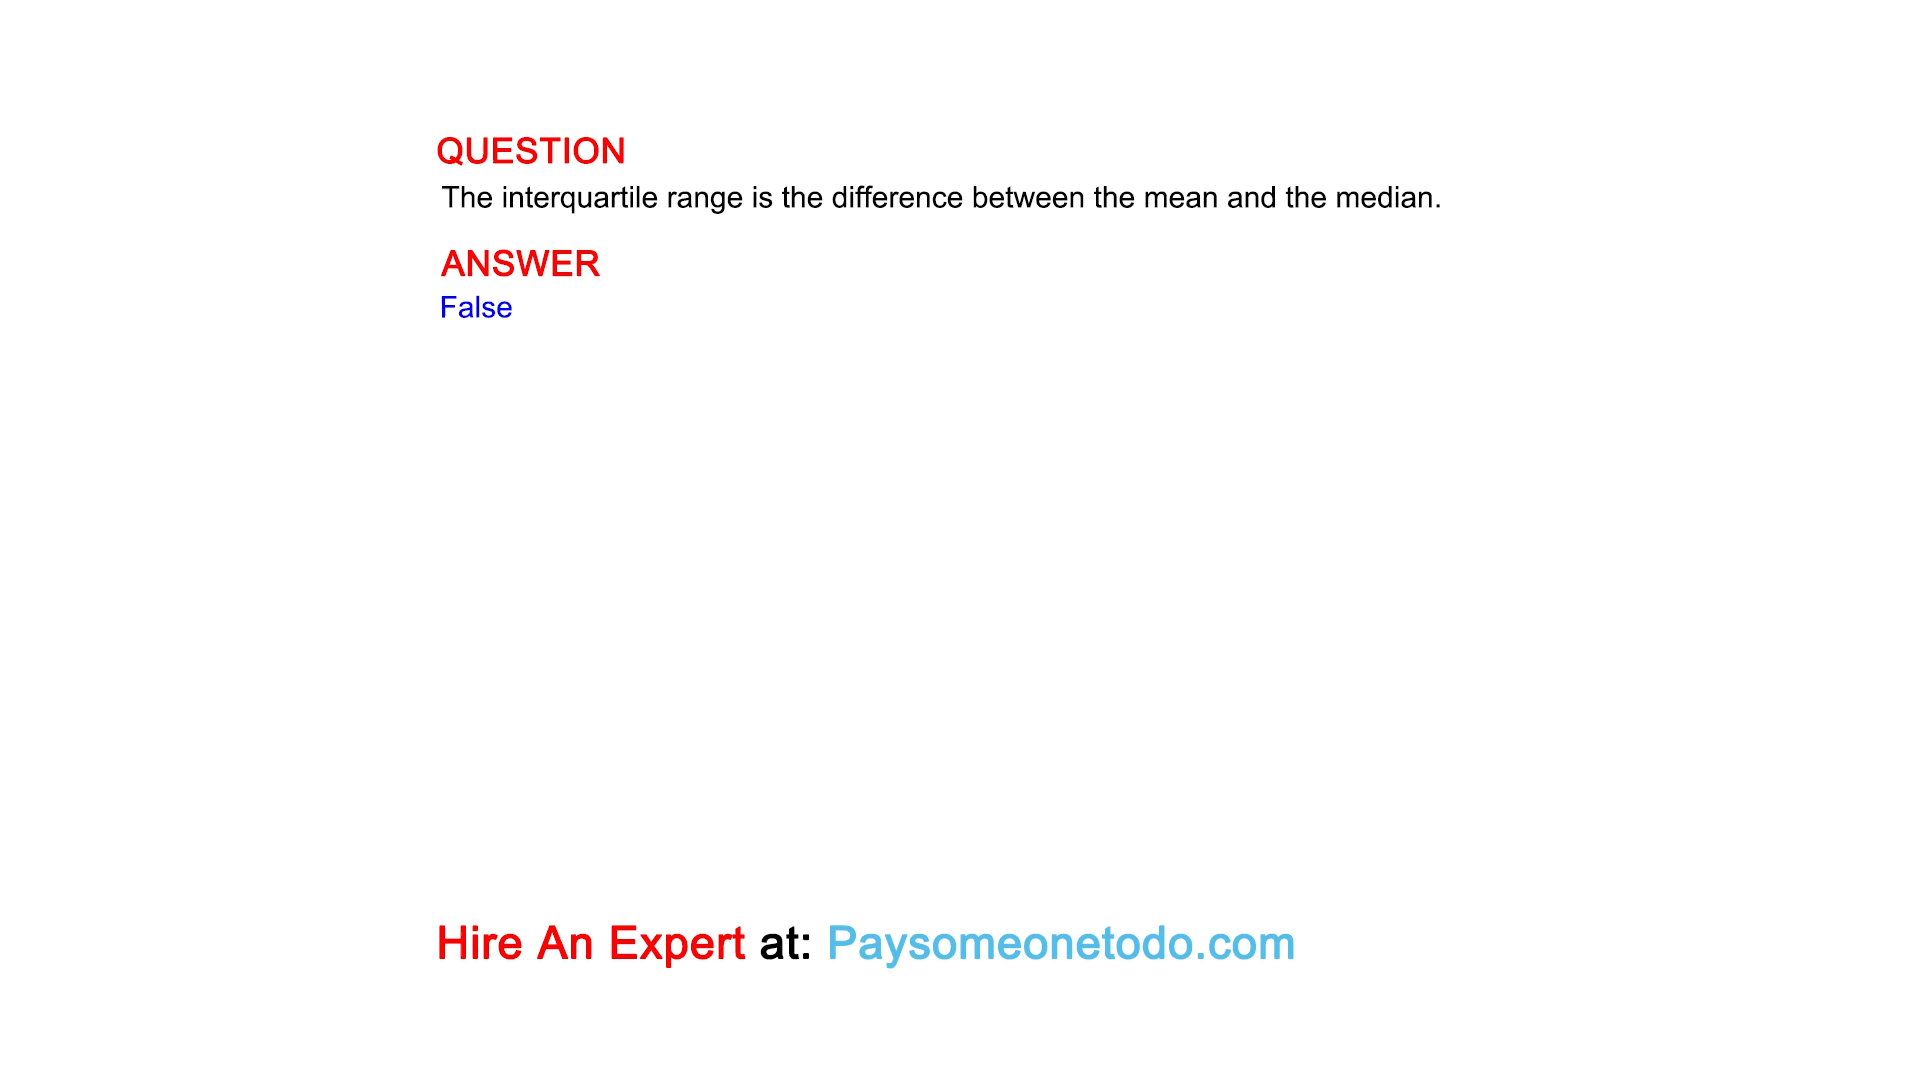 QUESTION
The interquartile range is the difference between the mean and the median.
ANSWER
False
Hire An Expert at: Paysomeonetodo.com